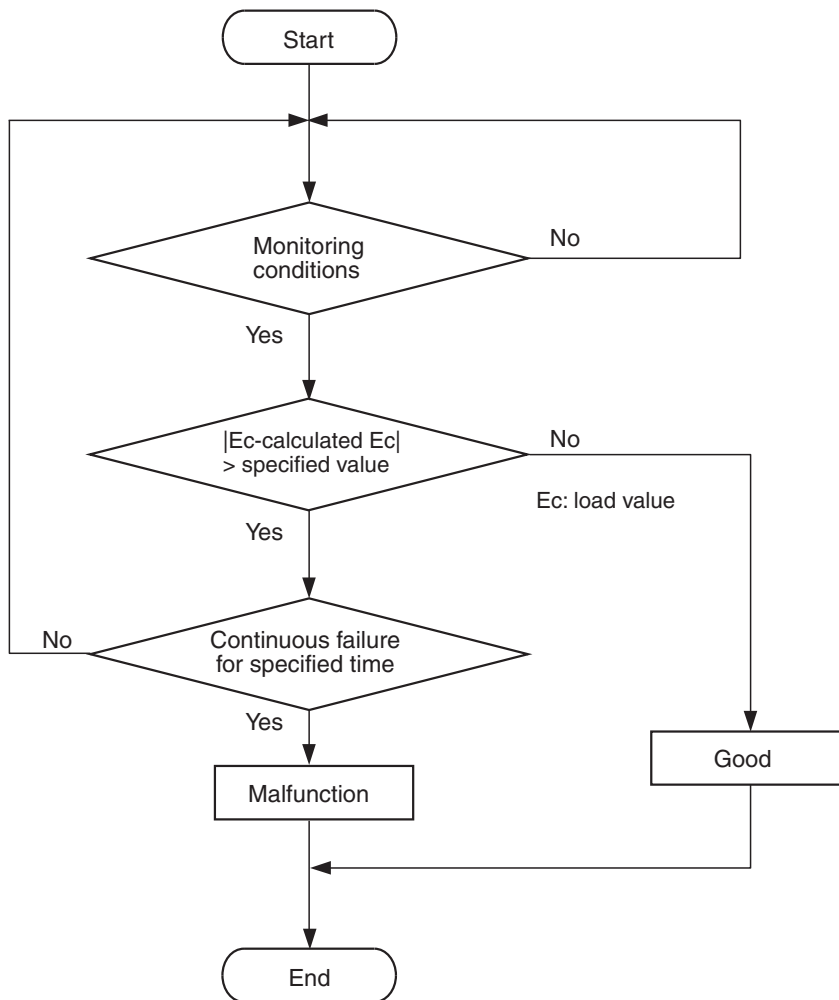 Start
Monitoring
conditions
No
Yes
|Ec-calculated Ec|
> specified value
No
Ec: load value
Yes
Continuous failure
for specified time
No
Yes
Malfunction
Good
End